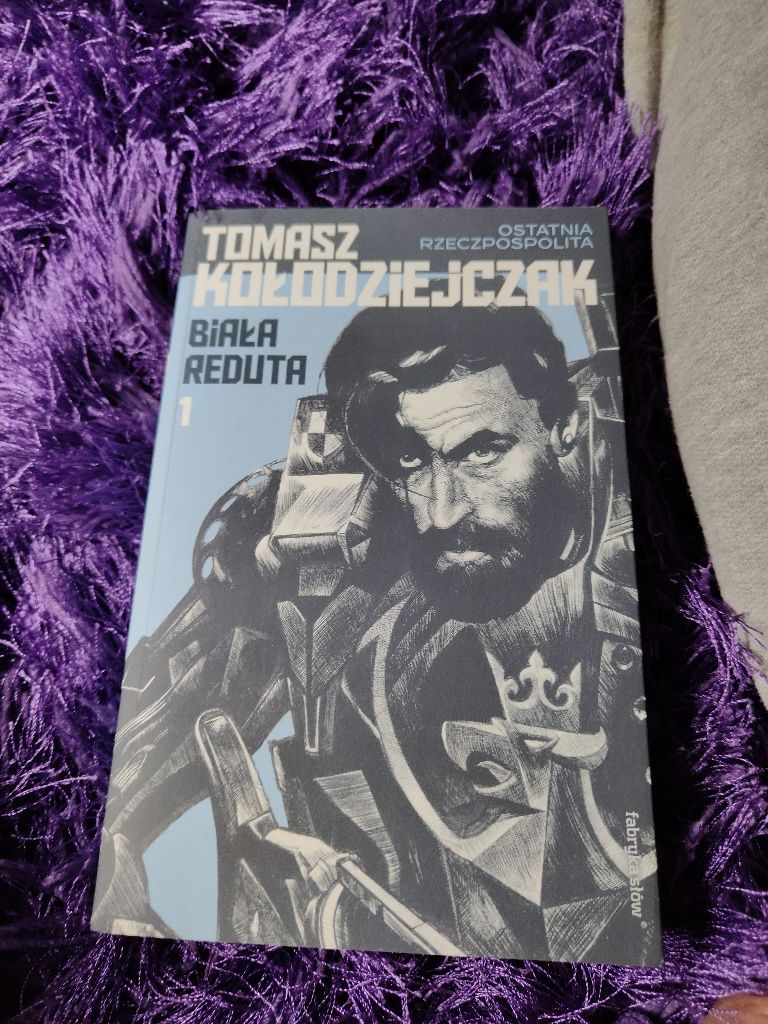 TOMASZ
KOŁODZIEJCZAK
OSTATNIA
RZECZPOSPOLITA
BIAŁA
REDUTA
1
fabryka słów®